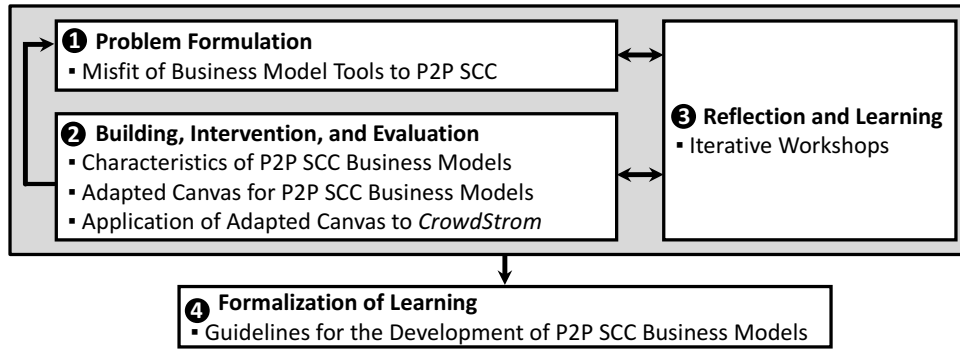 ❶ Problem Formulation
▪ Misfit of Business Model Tools to P2P SCC
❷ Building, Intervention, and Evaluation
▪ Characteristics of P2P SCC Business Models
▪ Adapted Canvas for P2P SCC Business Models
▪ Application of Adapted Canvas to CrowdStrom
❸ Reflection and Learning
▪ Iterative Workshops
❹ Formalization of Learning
▪ Guidelines for the Development of P2P SCC Business Models